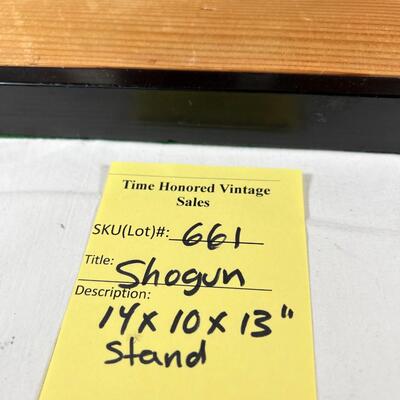 Time Honored Vintage
Sales
SKU(Lot)#: 661
Title: Shogun
Description:
14x10x13"
Stand